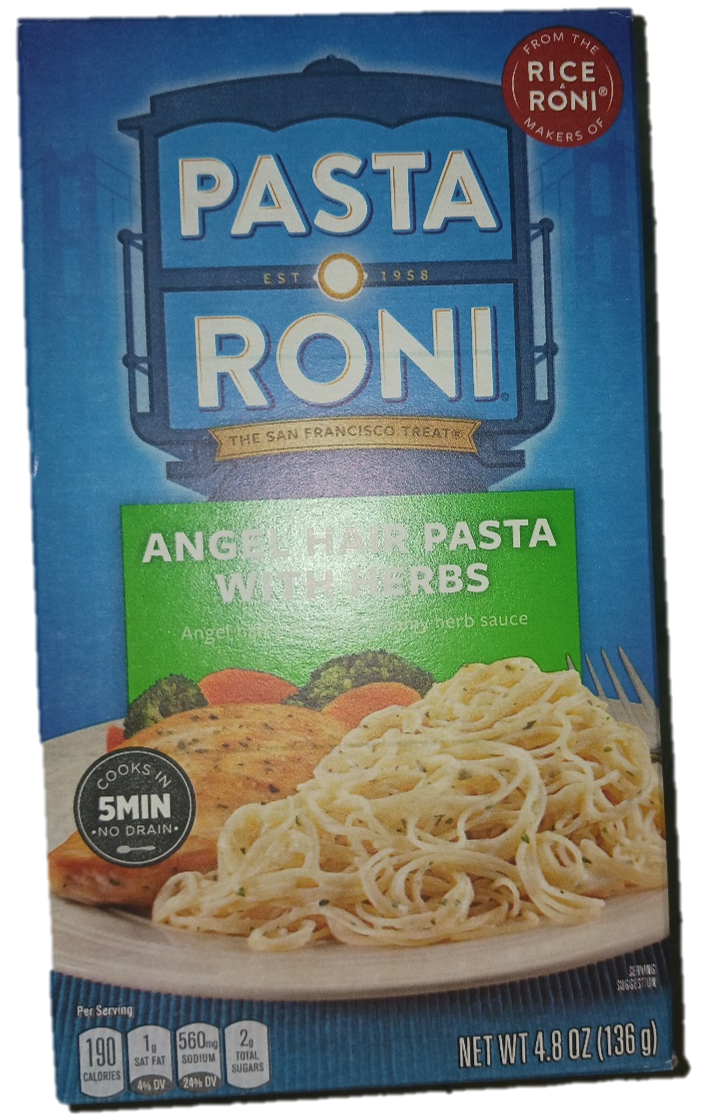 FROM THE
RICE
A
RONI®
MAKERS OF
PASTA
EST 1958
RONI®
THE SAN FRANCISCO TREAT®
ANGEL HAIR PASTA
WITH HERBS
Angel hair herb sauce
COOKS IN
5MIN
•NO DRAIN•
SERVING
SUGGESTION
Per Serving
190
CALORIES
1g
SAT FAT
4% DV
560mg
SODIUM
24% DV
2g
TOTAL
SUGARS
NET WT 4.8 OZ (136 g)